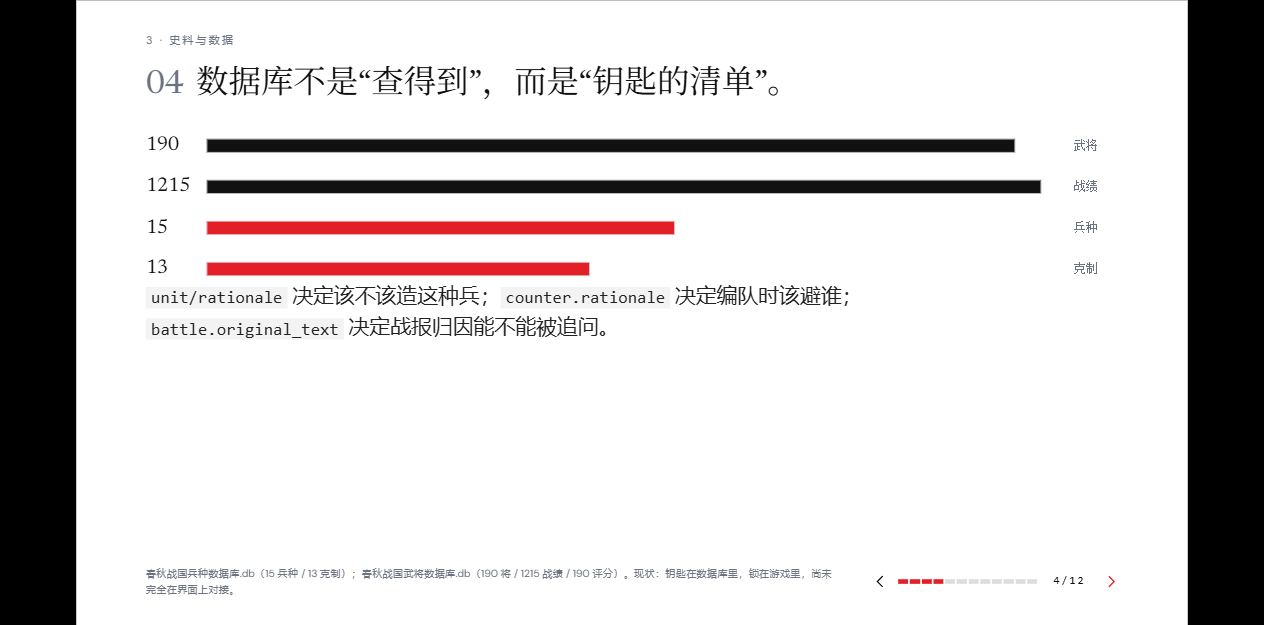 3 · 史料与数据
04 数据库不是“查得到”，而是“钥匙的清单”。
190 武将
1215 战绩
15 兵种
13 克制
unit/rationale 决定该不该造这种兵；counter.rationale 决定编队时该避谁；
battle.original_text 决定战报归因能不能被追问。
春秋战国兵种数据库.db（15 兵种 / 13 克制）；春秋战国武将数据库.db（190 将 / 1215 战绩 / 190 评分）。现状：钥匙在数据库里，锁在游戏里，尚未
完全在界面上对接。
4/12